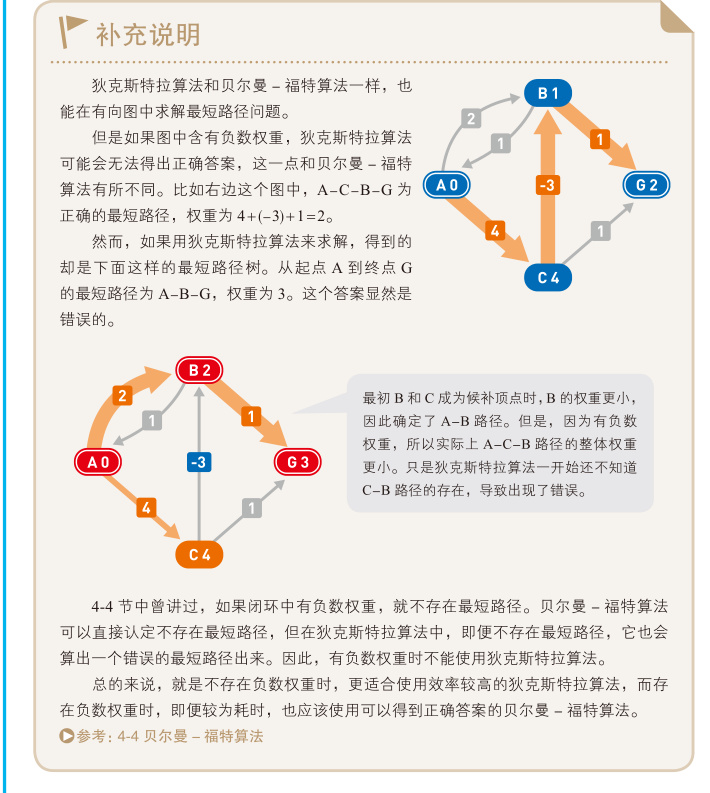 补充说明
狄克斯特拉算法和贝尔曼 – 福特算法一样，也
能在有向图中求解最短路径问题。
但是如果图中含有负数权重，狄克斯特拉算法
可能会无法得出正确答案，这一点和贝尔曼 – 福特
算法有所不同。比如右边这个图中，A–C–B–G 为
正确的最短路径，权重为 4+(–3)+1=2。
然而，如果用狄克斯特拉算法来求解，得到的
却是下面这样的最短路径树。从起点 A 到终点 G
的最短路径为 A–B–G，权重为 3。这个答案显然是
错误的。
B 1
2
1
1
A 0
-3
G 2
4
1
C 4
B 2
2
1
1
A 0
-3
G 3
4
1
C 4
最初 B 和 C 成为候补顶点时，B 的权重更小，
因此确定了 A–B 路径。但是，因为有负数
权重，所以实际上 A–C–B 路径的整体权重
更小。只是狄克斯特拉算法一开始还不知道
C–B 路径的存在，导致出现了错误。
4-4 节中曾讲过，如果闭环中有负数权重，就不存在最短路径。贝尔曼 – 福特算法
可以直接认定不存在最短路径，但在狄克斯特拉算法中，即便不存在最短路径，它也会
算出一个错误的最短路径出来。因此，有负数权重时不能使用狄克斯特拉算法。
总的来说，就是不存在负数权重时，更适合使用效率较高的狄克斯特拉算法，而存
在负数权重时，即便较为耗时，也应该使用可以得到正确答案的贝尔曼 – 福特算法。
参考：4-4 贝尔曼 – 福特算法